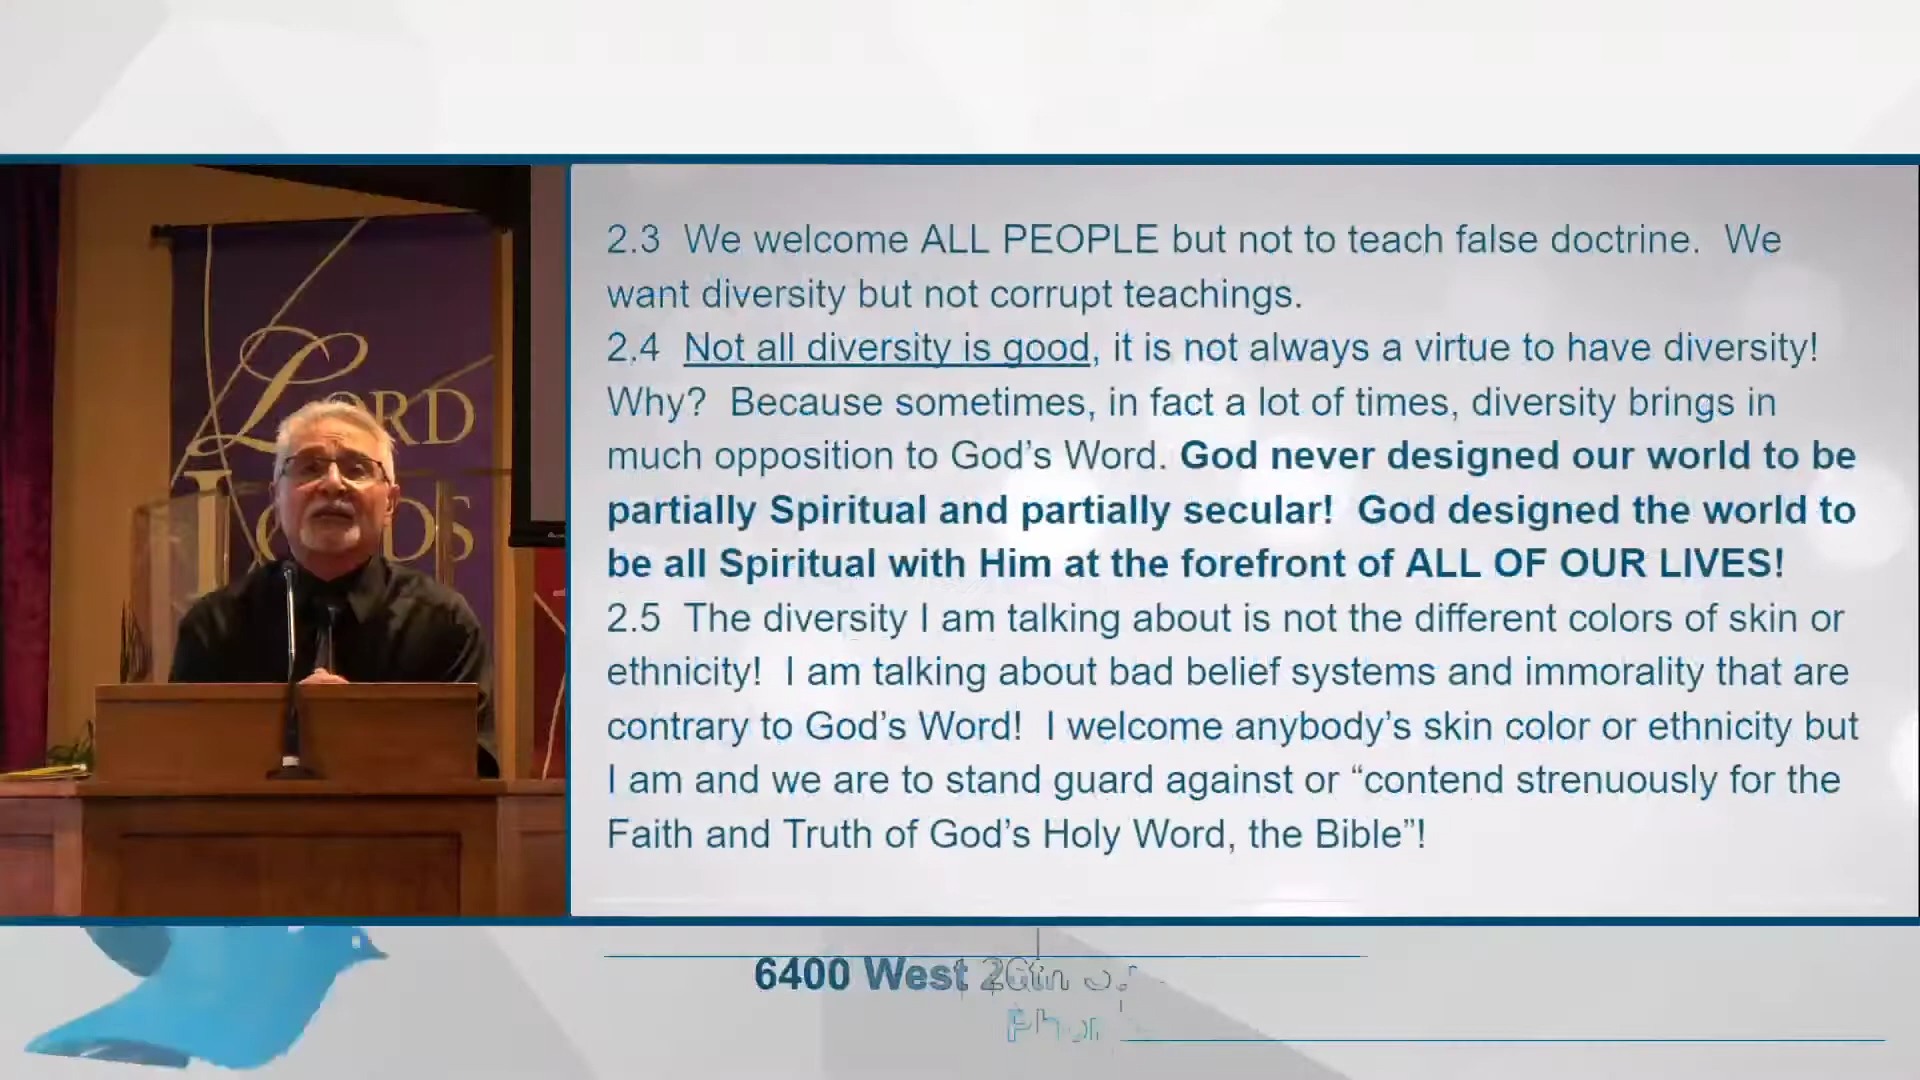 LORD
2.3 We welcome ALL PEOPLE but not to teach false doctrine. We
want diversity but not corrupt teachings.
2.4 Not all diversity is good, it is not always a virtue to have diversity!
Why? Because sometimes, in fact a lot of times, diversity brings in
much opposition to God’s Word. God never designed our world to be
partially Spiritual and partially secular! God designed the world to
be all Spiritual with Him at the forefront of ALL OF OUR LIVES!
2.5 The diversity I am talking about is not the different colors of skin or
ethnicity! I am talking about bad belief systems and immorality that are
contrary to God’s Word! I welcome anybody’s skin color or ethnicity but
I am and we are to stand guard against or “contend strenuously for the
Faith and Truth of God’s Holy Word, the Bible”!
6400 West